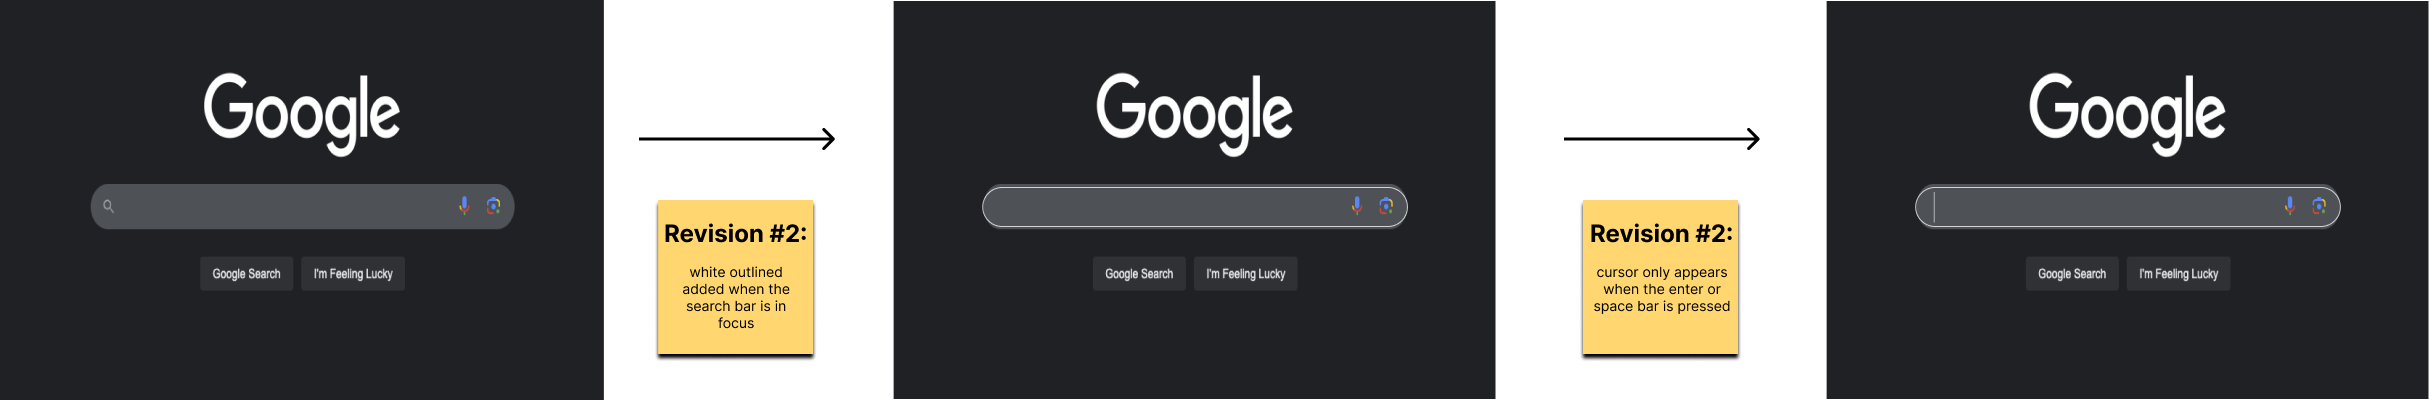 Google
Google Search
I'm Feeling Lucky
Revision #2:
white outlined
added when the
search bar is in
focus
Google
Google Search
I'm Feeling Lucky
Revision #2:
cursor only appears
when the enter or
space bar is pressed
Google
Google Search
I'm Feeling Lucky